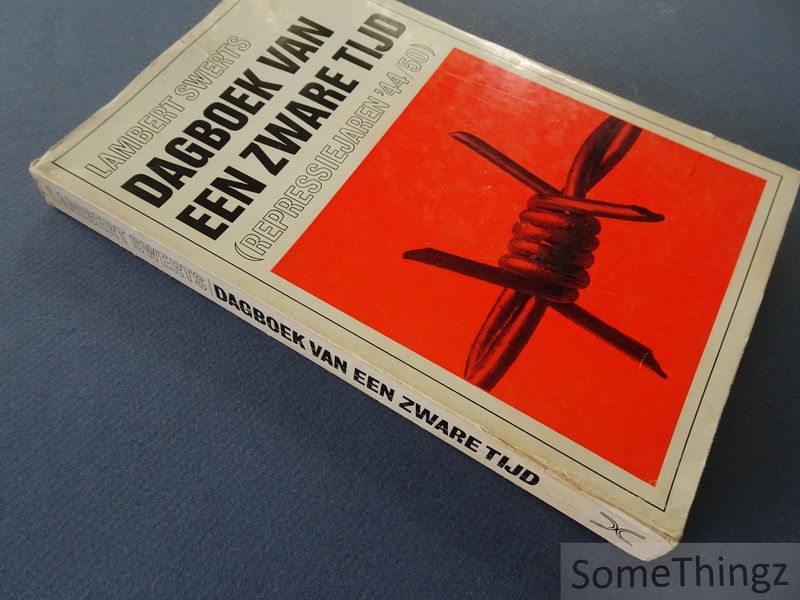 LAMBERT SWERTS
DAGBOEK VAN
EEN ZWARE TIJD
(REPRESSIEJAREN '44/50)
LAMBERT SWERTS | DAGBOEK VAN EEN ZWARE TIJD
SomeThingz